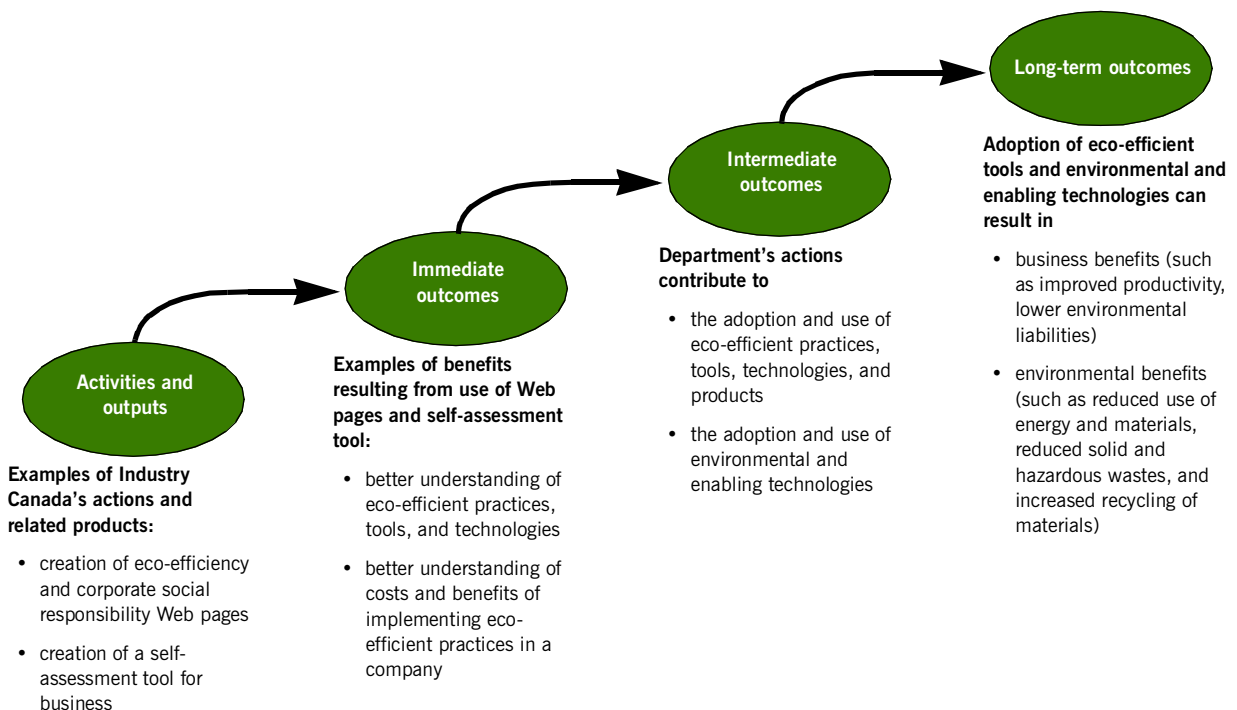 Activities and
outputs
Examples of Industry
Canada’s actions and
related products:
• creation of eco-efficiency
and corporate social
responsibility Web pages
• creation of a self-
assessment tool for
business
Immediate
outcomes
Examples of benefits
resulting from use of Web
pages and self-assessment
tool:
• better understanding of
eco-efficient practices,
tools, and technologies
• better understanding of
costs and benefits of
implementing eco-
efficient practices in a
company
Intermediate
outcomes
Department’s actions
contribute to
• the adoption and use of
eco-efficient practices,
tools, technologies, and
products
• the adoption and use of
environmental and
enabling technologies
Long-term outcomes
Adoption of eco-efficient
tools and environmental and
enabling technologies can
result in
• business benefits (such
as improved productivity,
lower environmental
liabilities)
• environmental benefits
(such as reduced use of
energy and materials,
reduced solid and
hazardous wastes, and
increased recycling of
materials)